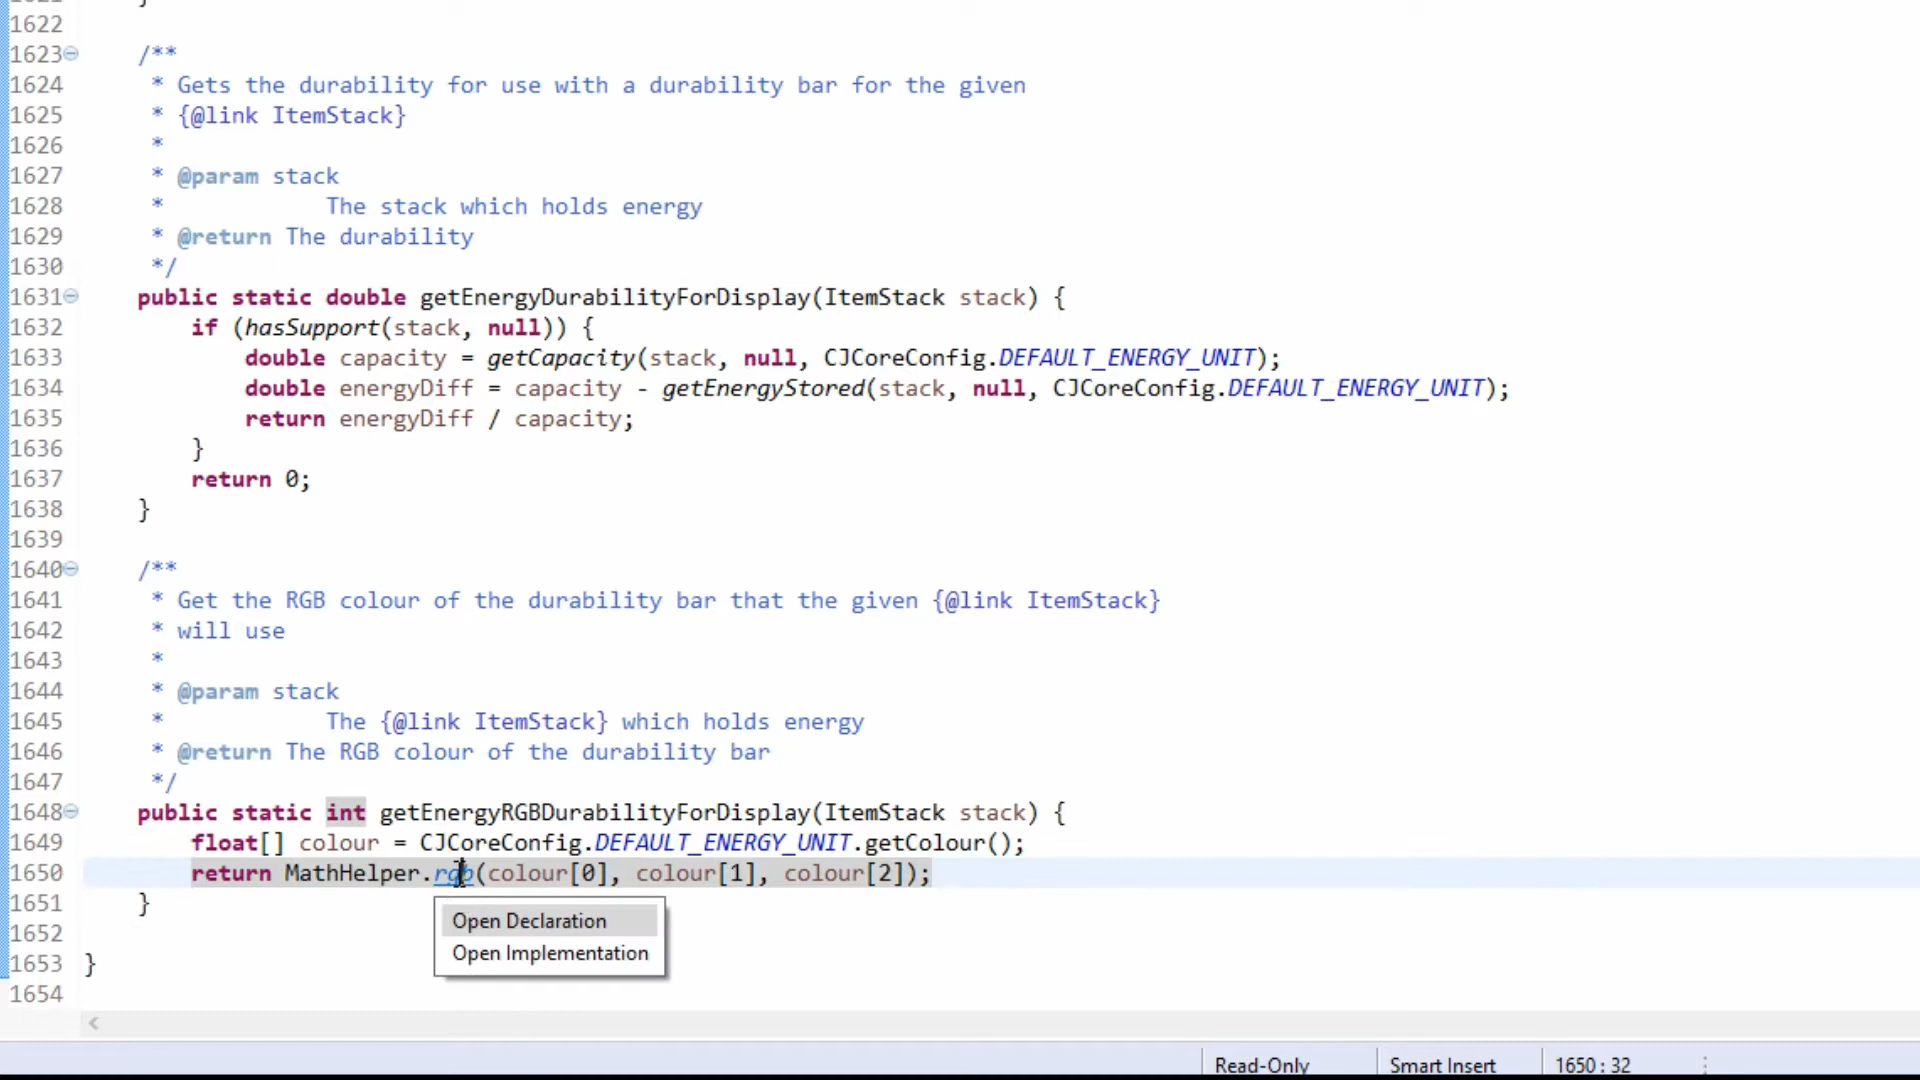 1622
1623 /**
1624 * Gets the durability for use with a durability bar for the given
1625 * {@link ItemStack}
1626 *
1627 * @param stack
1628 * The stack which holds energy
1629 * @return The durability
1630 */
1631 public static double getEnergyDurabilityForDisplay(ItemStack stack) {
1632 if (hasSupport(stack, null)) {
1633 double capacity = getCapacity(stack, null, CJCoreConfig.DEFAULT_ENERGY_UNIT);
1634 double energyDiff = capacity - getEnergyStored(stack, null, CJCoreConfig.DEFAULT_ENERGY_UNIT);
1635 return energyDiff / capacity;
1636 }
1637 return 0;
1638 }
1639
1640 /**
1641 * Get the RGB colour of the durability bar that the given {@link ItemStack}
1642 * will use
1643 *
1644 * @param stack
1645 * The {@link ItemStack} which holds energy
1646 * @return The RGB colour of the durability bar
1647 */
1648 public static int getEnergyRGBDurabilityForDisplay(ItemStack stack) {
1649 float[] colour = CJCoreConfig.DEFAULT_ENERGY_UNIT.getColour();
1650 return MathHelper.rgb(colour[0], colour[1], colour[2]);
1651 }
Open Declaration
1652
Open Implementation
1653 }
1654
Read-Only Smart Insert 1650 : 32